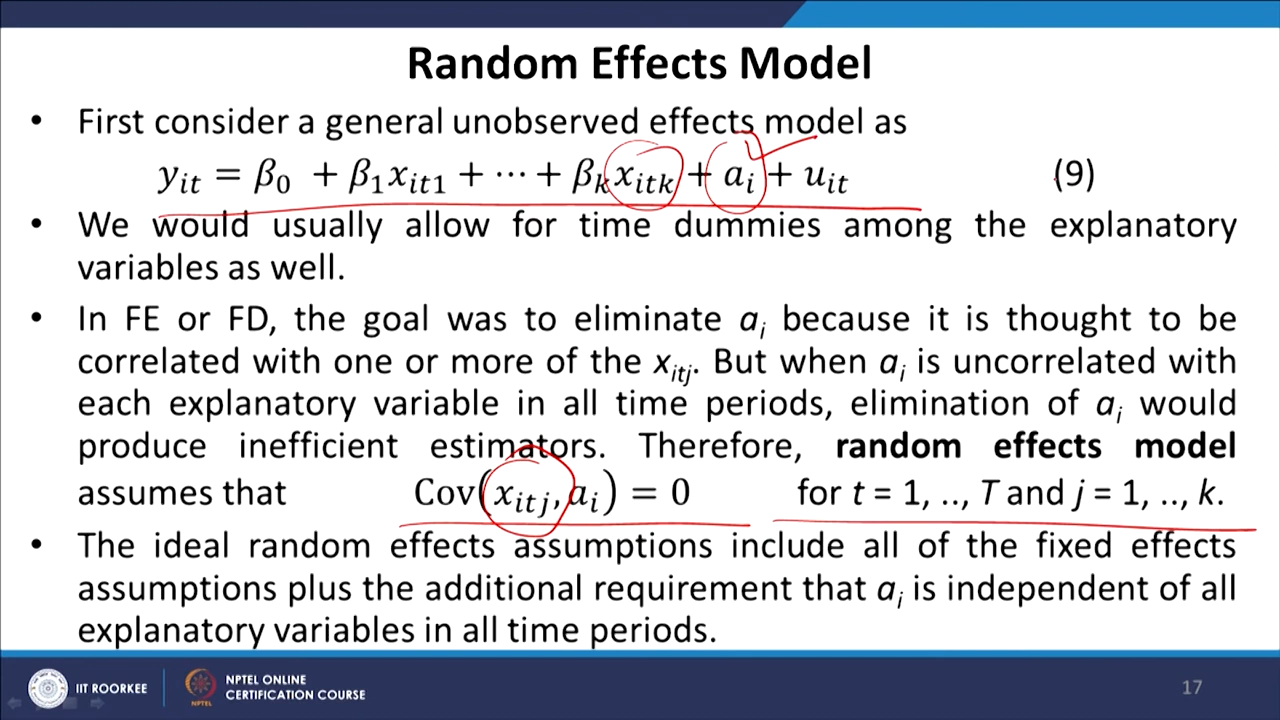 Random Effects Model
• First consider a general unobserved effects model as
y_it = β_0 + β_1x_it1 + ⋯ + β_kx_itk + a_i + u_it (9)
• We would usually allow for time dummies among the explanatory
variables as well.
• In FE or FD, the goal was to eliminate a_i because it is thought to be
correlated with one or more of the x_itj. But when a_i is uncorrelated with
each explanatory variable in all time periods, elimination of a_i would
produce inefficient estimators. Therefore, random effects model
assumes that Cov(x_itj, a_i) = 0 for t = 1, .., T and j = 1, .., k.
• The ideal random effects assumptions include all of the fixed effects
assumptions plus the additional requirement that a_i is independent of all
explanatory variables in all time periods.
IIT ROORKEE
NPTEL
NPTEL ONLINE
CERTIFICATION COURSE
17